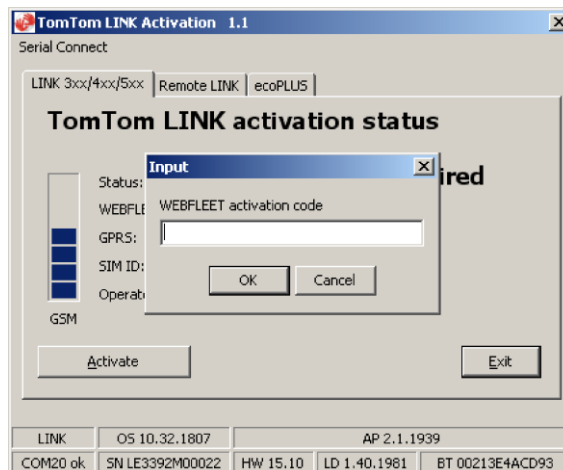 TomTom LINK Activation 1.1
Serial Connect
LINK 3xx/4xx/5xx Remote LINK ecoPLUS
TomTom LINK activation status
Input
ired
Status:
WEBFLEET activation code
WEBFLE
GPRS:
SIM ID:
OK Cancel
Operato
GSM
Activate Exit
LINK OS 10.32.1807 AP 2.1.1939
COM20 ok SN LE3392M00022 HW 15.10 LD 1.40.1981 BT 00213E4ACD93